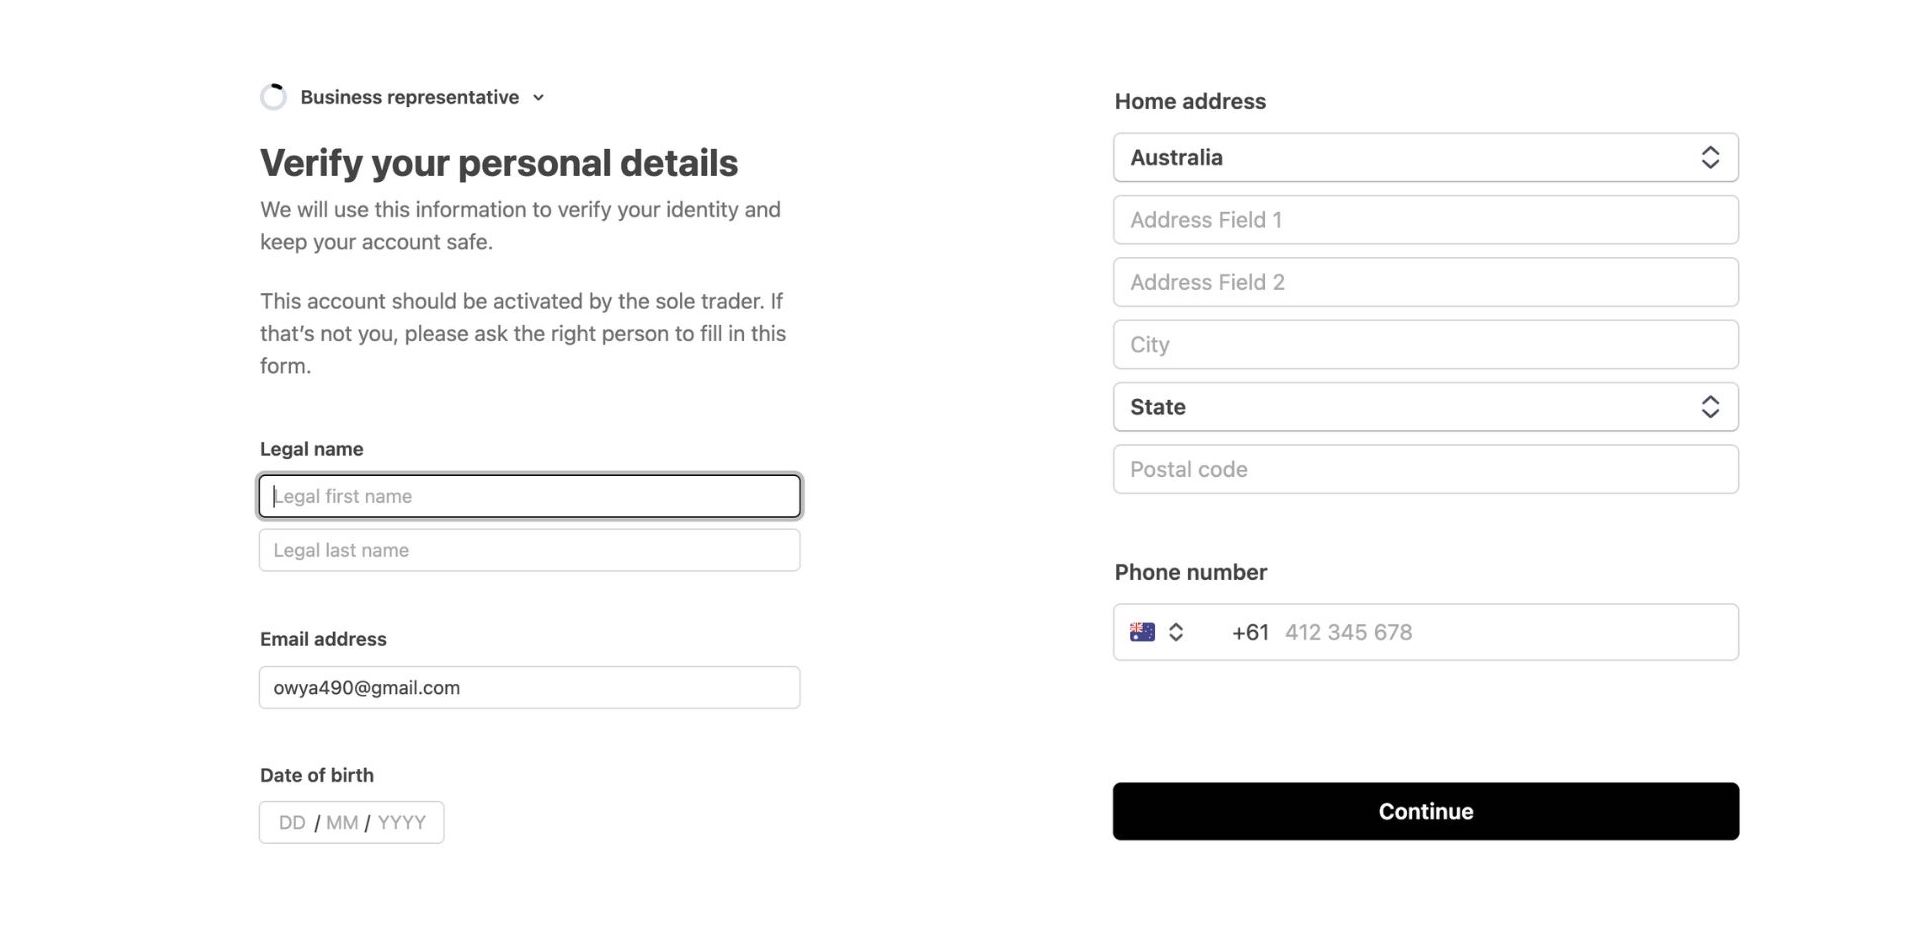 Business representative
Verify your personal details
We will use this information to verify your identity and
keep your account safe.
This account should be activated by the sole trader. If
that’s not you, please ask the right person to fill in this
form.
Legal name
Legal first name
Legal last name
Email address
owya490@gmail.com
Date of birth
DD / MM / YYYY
Home address
Australia
Address Field 1
Address Field 2
City
State
Postal code
Phone number
+61 412 345 678
Continue